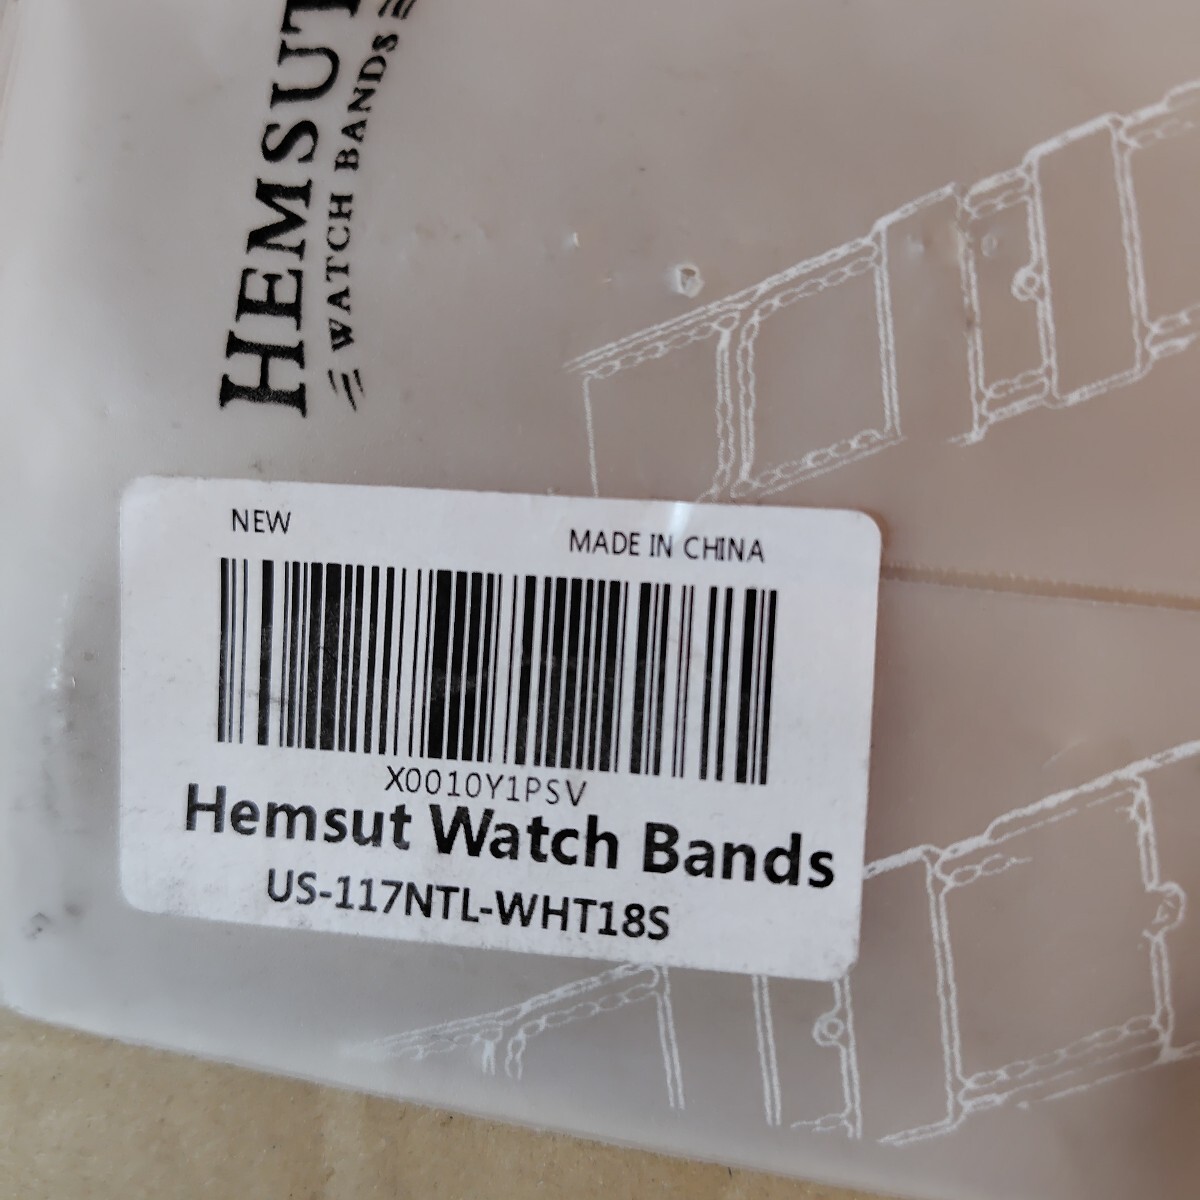 HEMSUT
WATCH BANDS
NEW
MADE IN CHINA
X0010Y1PSV
Hemsut Watch Bands
US-117NTL-WHT18S